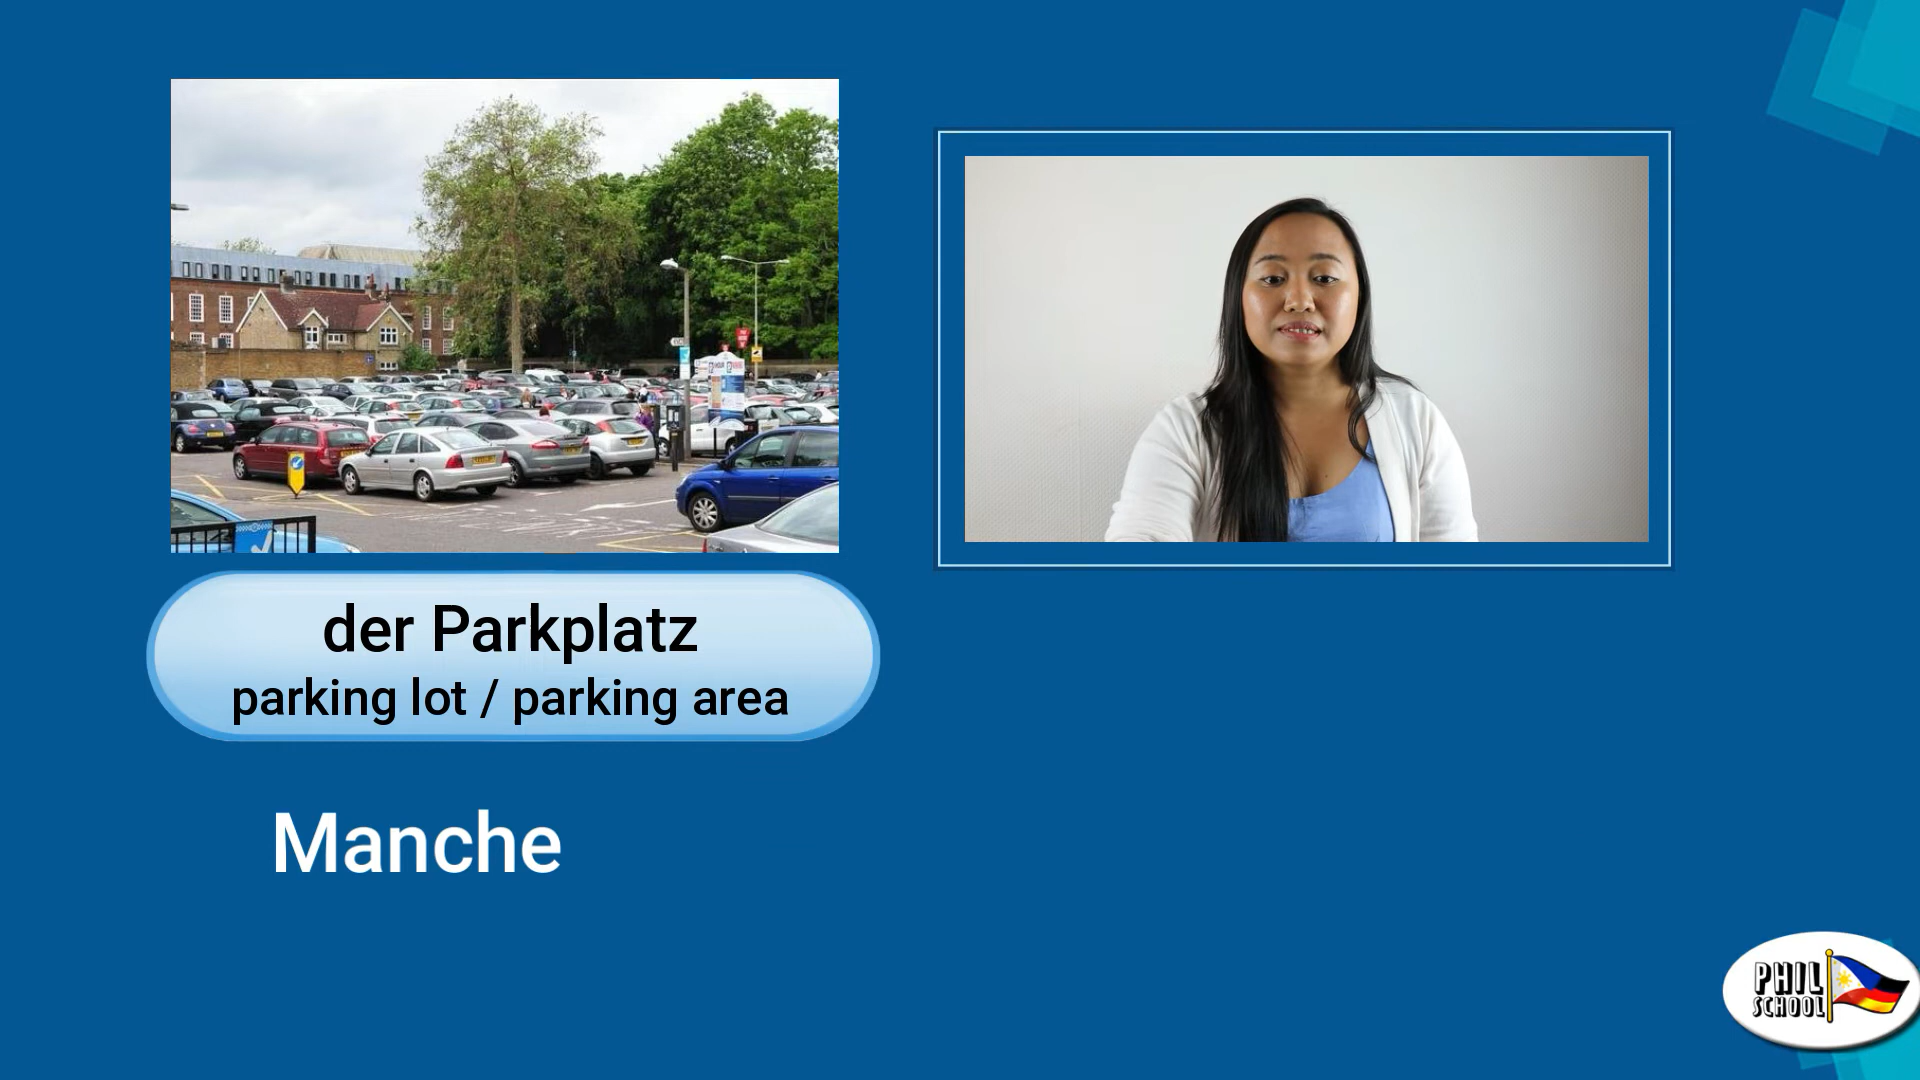 der Parkplatz
parking lot / parking area
Manche
PHIL
SCHOOL